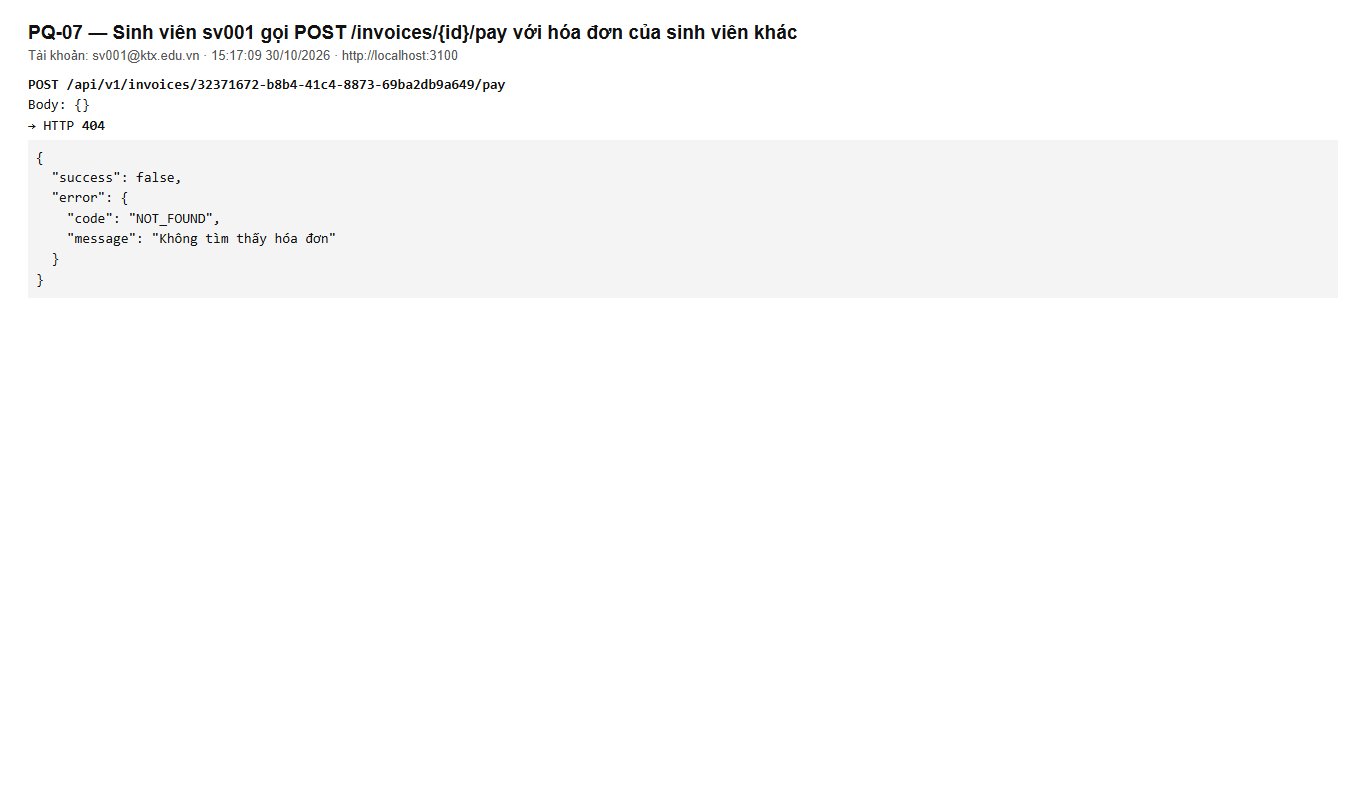 PQ-07 — Sinh viên sv001 gọi POST /invoices/{id}/pay với hóa đơn của sinh viên khác
Tài khoản: sv001@ktx.edu.vn · 15:17:09 30/10/2026 · http://localhost:3100
POST /api/v1/invoices/32371672-b8b4-41c4-8873-69ba2db9a649/pay
Body: {}
→ HTTP 404
{
  "success": false,
  "error": {
    "code": "NOT_FOUND",
    "message": "Không tìm thấy hóa đơn"
  }
}